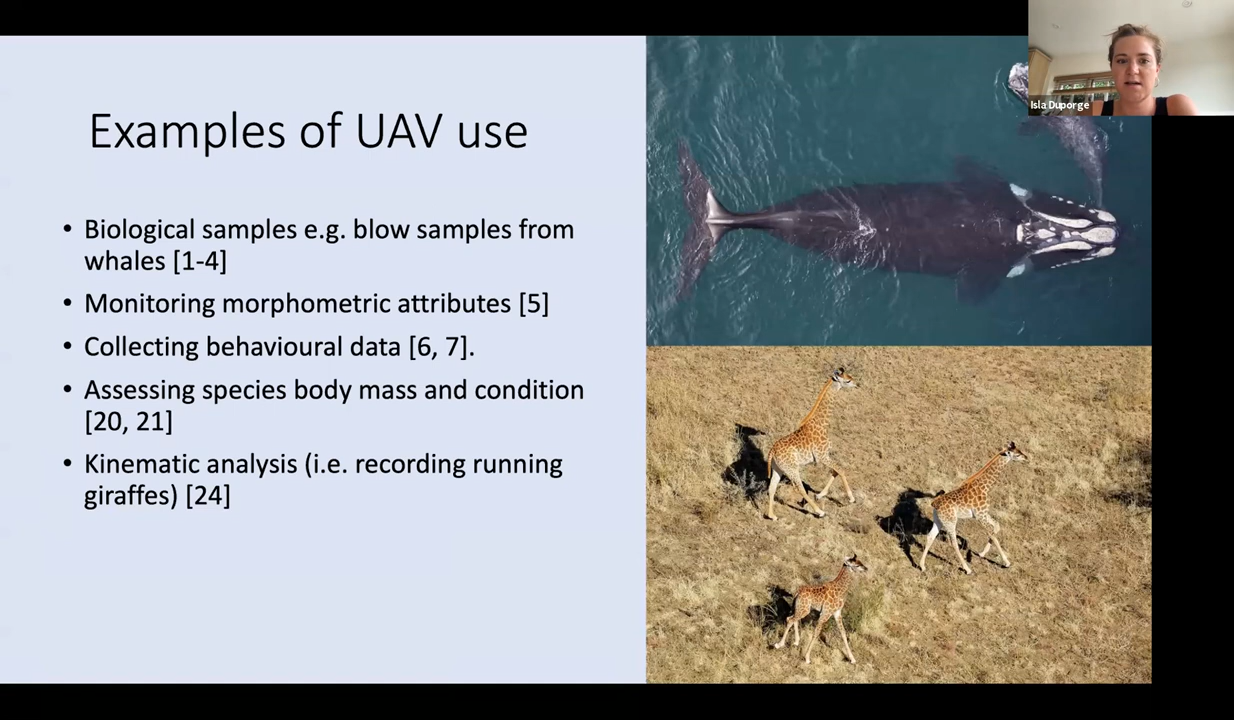 Isla Duporge
Examples of UAV use
• Biological samples e.g. blow samples from
whales [1-4]
• Monitoring morphometric attributes [5]
• Collecting behavioural data [6, 7].
• Assessing species body mass and condition
[20, 21]
• Kinematic analysis (i.e. recording running
giraffes) [24]